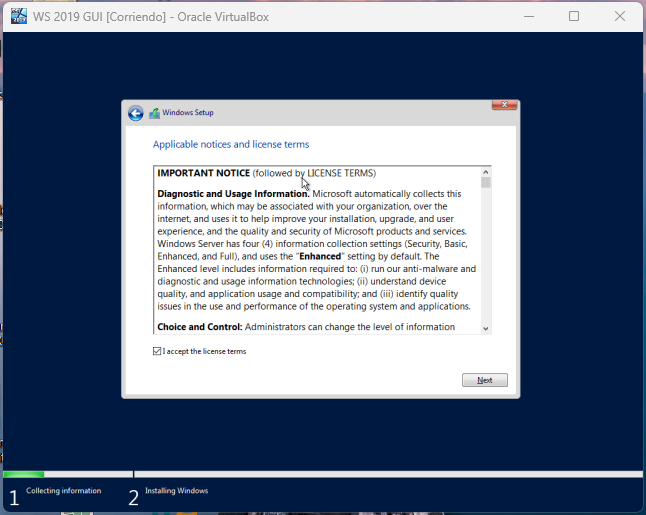 WS 2019 GUI [Corriendo] - Oracle VirtualBox
Windows Setup
Applicable notices and license terms
IMPORTANT NOTICE (followed by LICENSE TERMS)
Diagnostic and Usage Information. Microsoft automatically collects this
information, which may be associated with your organization, over the
internet, and uses it to help improve your installation, upgrade, and user
experience, and the quality and security of Microsoft products and services.
Windows Server has four (4) information collection settings (Security, Basic,
Enhanced, and Full), and uses the "Enhanced" setting by default. The
Enhanced level includes information required to: (i) run our anti-malware and
diagnostic and usage information technologies; (ii) understand device
quality, and application usage and compatibility; and (iii) identify quality
issues in the use and performance of the operating system and applications.
Choice and Control: Administrators can change the level of information
I accept the license terms
Next
1 Collecting information
2 Installing Windows